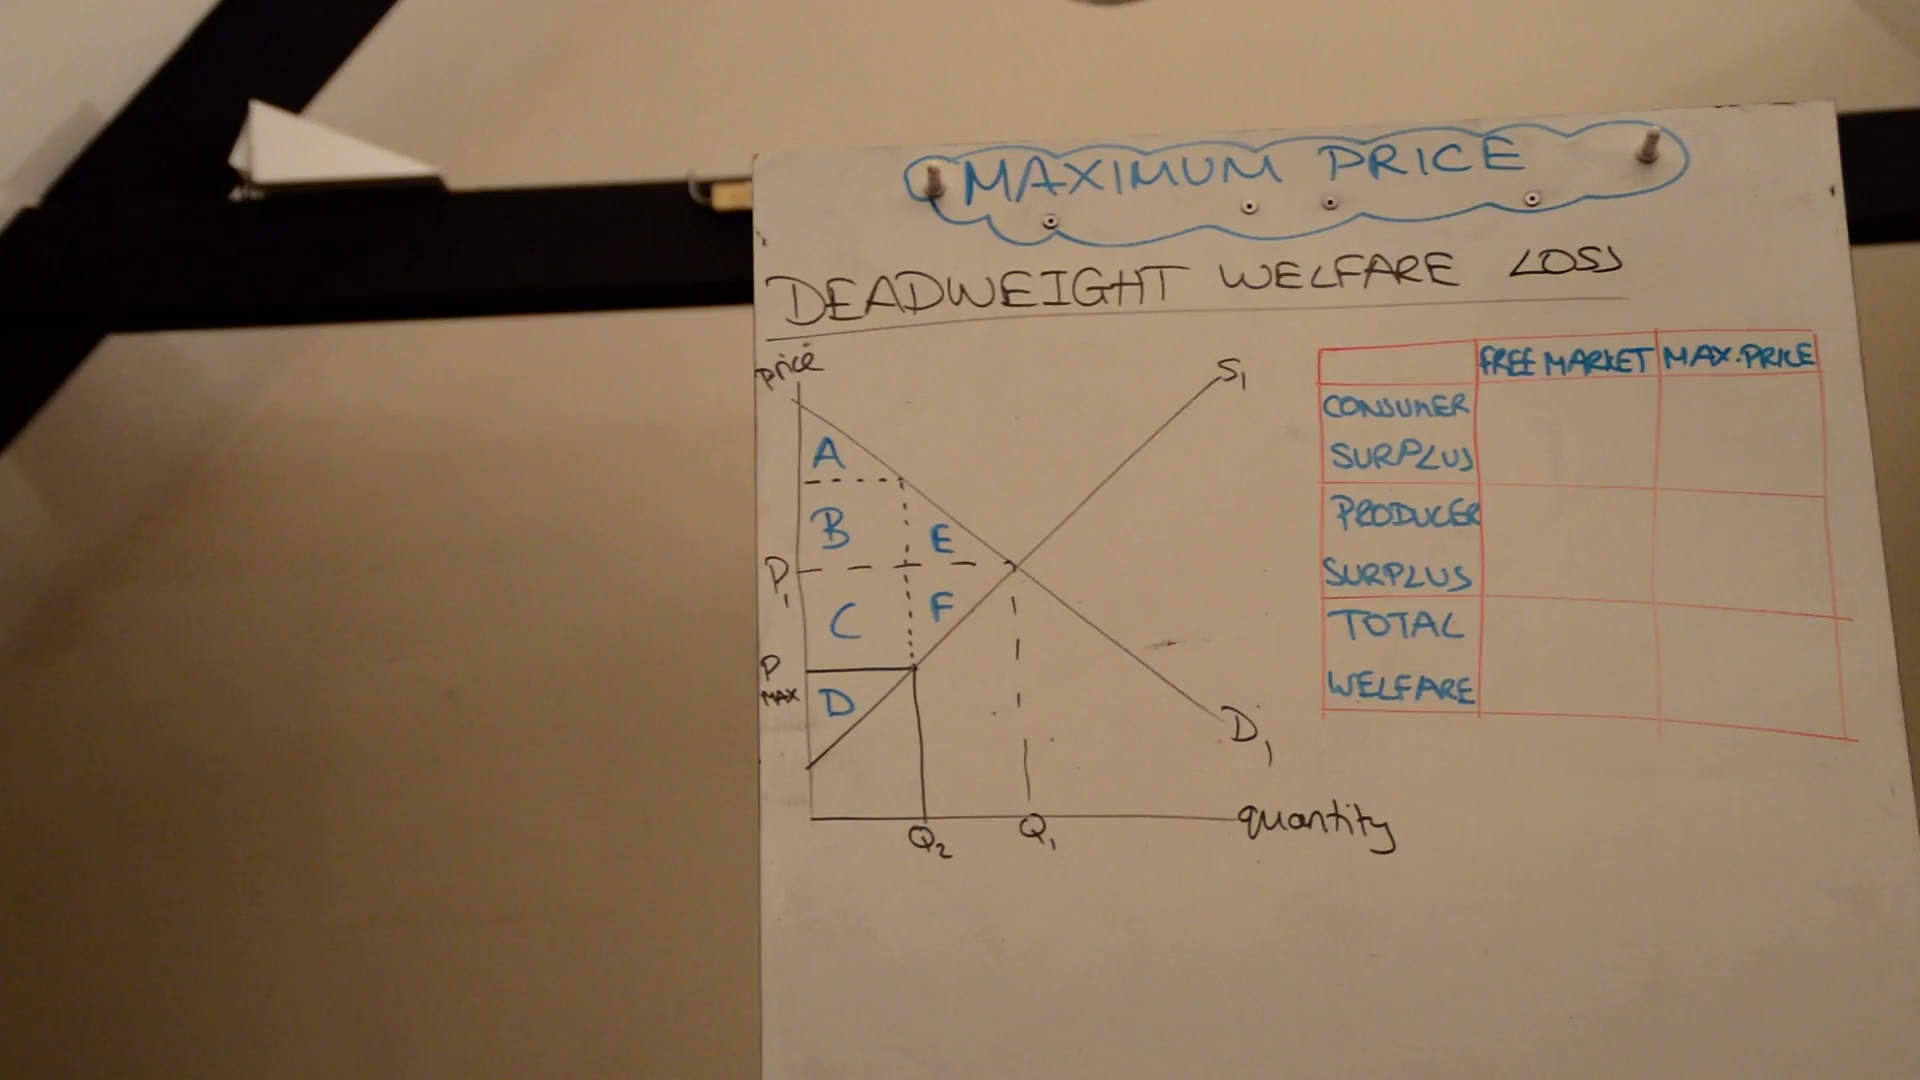 MAXIMUM PRICE
DEADWEIGHT WELFARE LOSS
price
S1
A
B
E
P1
C
F
P
MAX
D
D1
Q2
Q1
quantity
FREE MARKET
MAX. PRICE
CONSUMER
SURPLUS
PRODUCER
SURPLUS
TOTAL
WELFARE